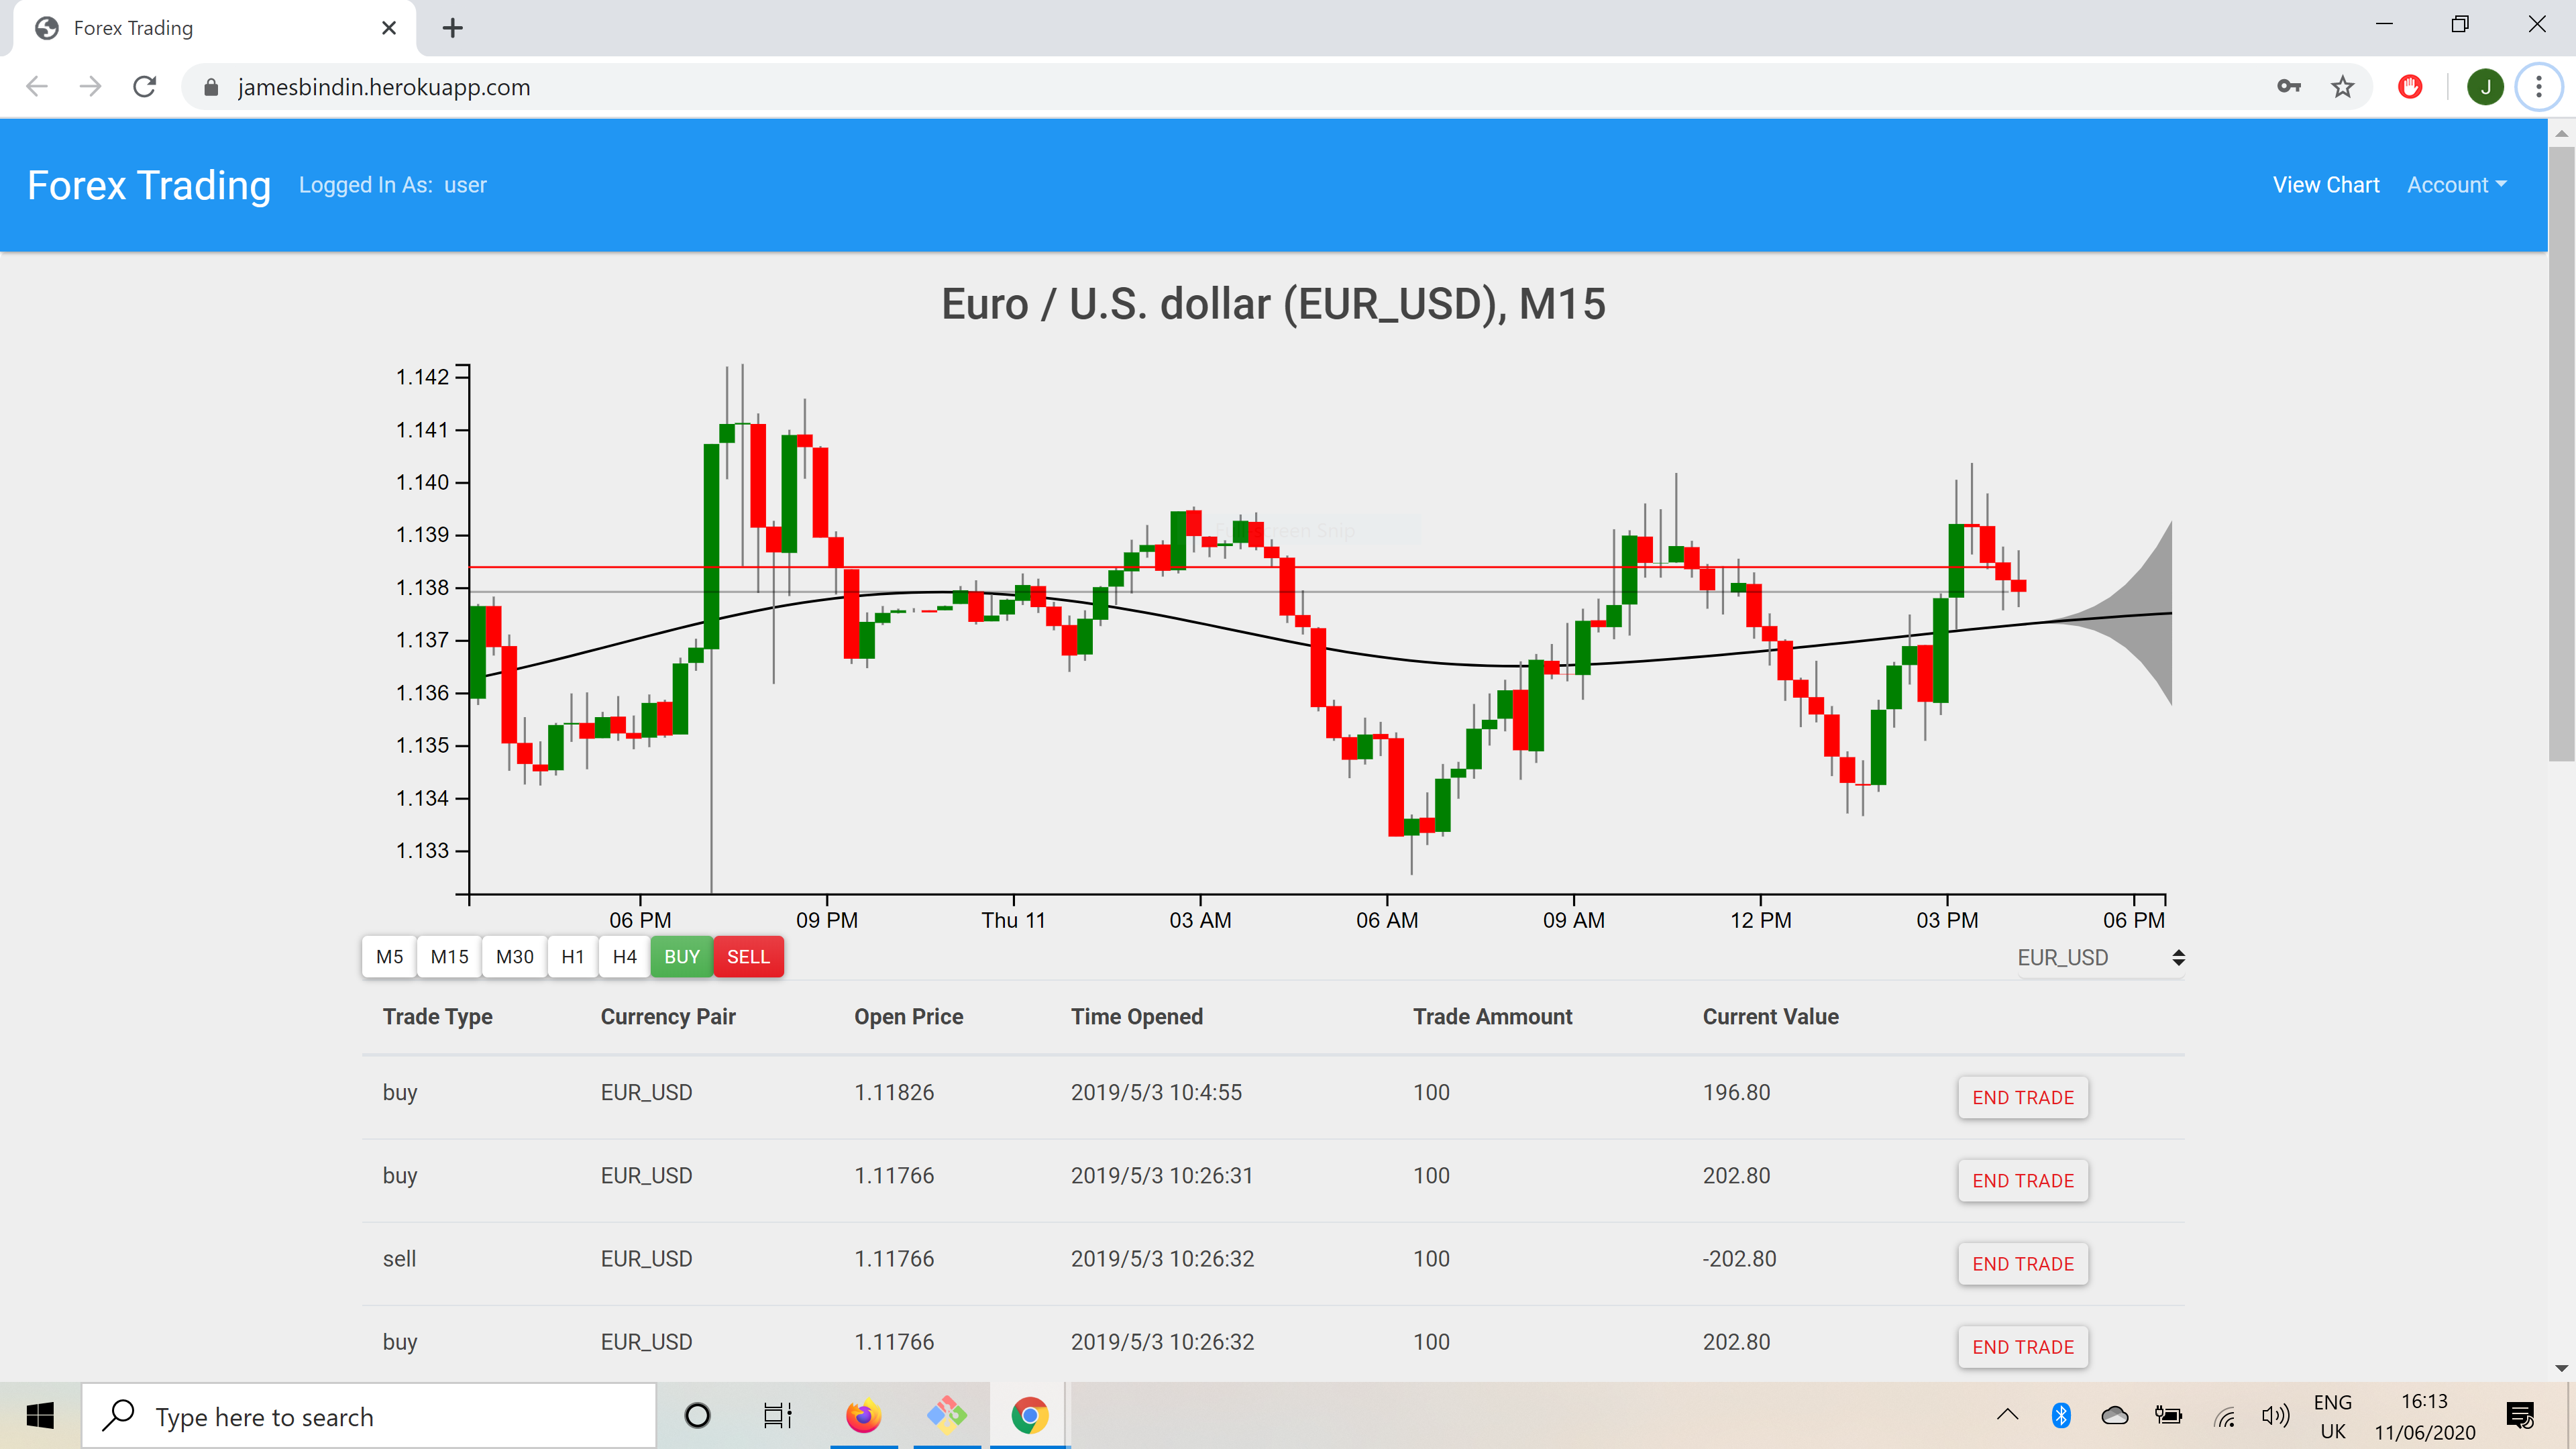 Forex Trading
jamesbindin.herokuapp.com
J
Forex Trading Logged In As: user View Chart Account
Euro / U.S. dollar (EUR_USD), M15
1.142
1.141
1.140
1.139
1.138
1.137
1.136
1.135
1.134
1.133
screen Snip
06 PM 09 PM Thu 11 03 AM 06 AM 09 AM 12 PM 03 PM 06 PM
M5 M15 M30 H1 H4 BUY SELL EUR_USD
Trade Type Currency Pair Open Price Time Opened Trade Ammount Current Value
buy EUR_USD 1.11826 2019/5/3 10:4:55 100 196.80 END TRADE
buy EUR_USD 1.11766 2019/5/3 10:26:31 100 202.80 END TRADE
sell EUR_USD 1.11766 2019/5/3 10:26:32 100 -202.80 END TRADE
buy EUR_USD 1.11766 2019/5/3 10:26:32 100 202.80 END TRADE
Type here to search
ENG
UK
16:13
11/06/2020